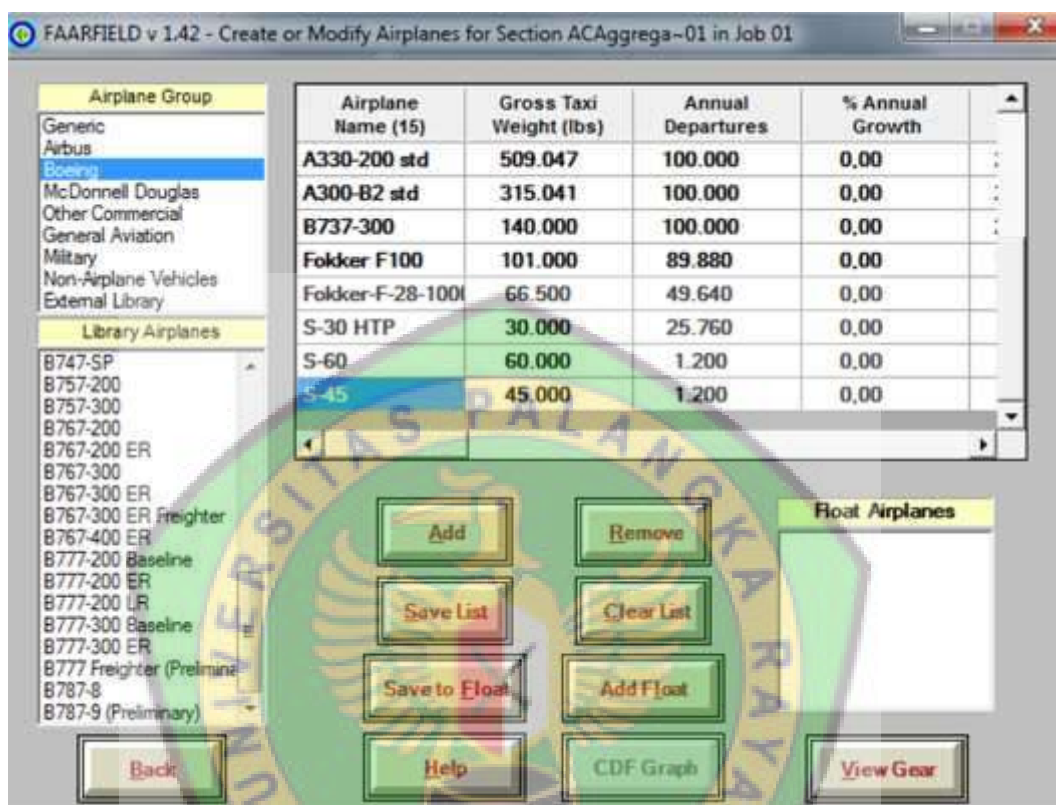 FAARFIELD v 1.42 - Create or Modify Airplanes for Section ACAggrega~01 in Job 01
Airplane Group
Generic
Airbus
Boeing
McDonnell Douglas
Other Commercial
General Aviation
Military
Non-Airplane Vehicles
External Library
Library Airplanes
B747-SP
B757-200
B757-300
B767-200
B767-200 ER
B767-300
B767-300 ER
B767-300 ER Freighter
B767-400 ER
B777-200 Baseline
B777-200 ER
B777-200 LR
B777-300 Baseline
B777-300 ER
B777 Freighter (Prelimina
B787-8
B787-9 (Preliminary)
Airplane Name (15) Gross Taxi Weight (lbs) Annual Departures % Annual Growth
A330-200 std 509.047 100.000 0,00
A300-B2 std 315.041 100.000 0,00
B737-300 140.000 100.000 0,00
Fokker F100 101.000 89.880 0,00
Fokker-F-28-100 66.500 49.640 0,00
S-30 HTP 30.000 25.760 0,00
S-60 60.000 1.200 0,00
S-45 45.000 1.200 0,00
Add Remove
Save List Clear List
Save to Float Add Float
Float Airplanes
Back Help CDF Graph View Gear
UNIVERSITAS PALANGKA RAYA